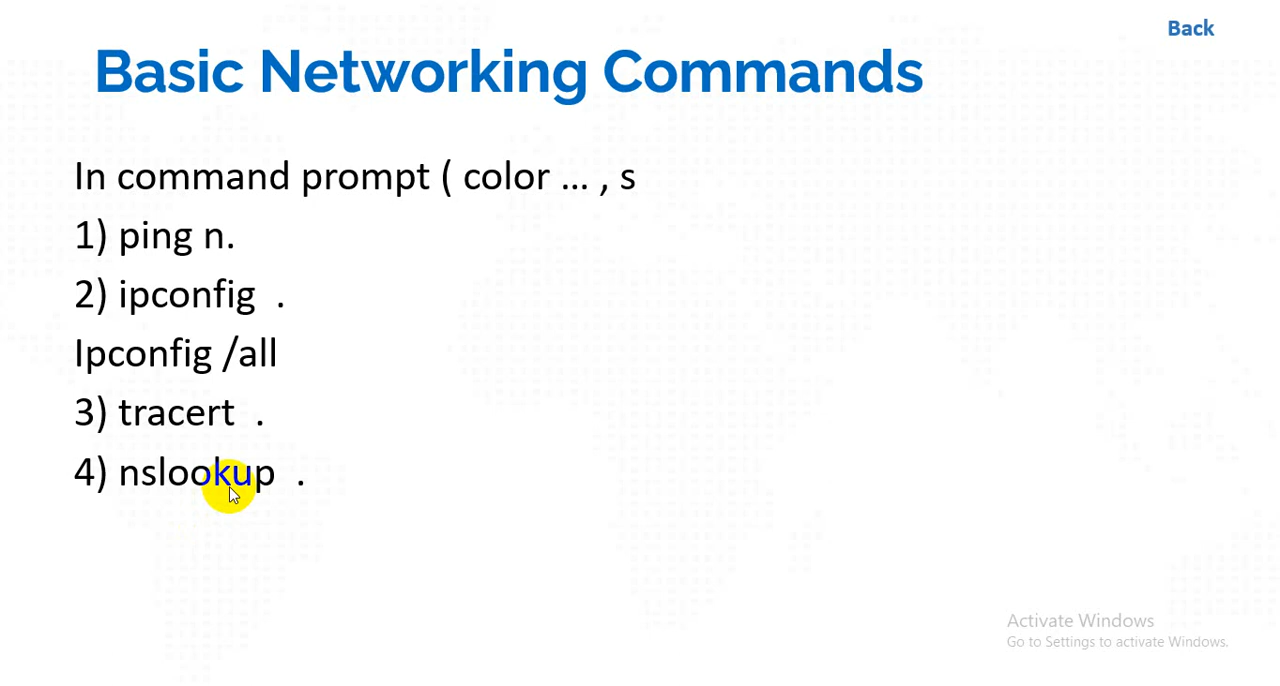 Back
Basic Networking Commands
In command prompt ( color ... , s
1) ping n.
2) ipconfig .
Ipconfig /all
3) tracert .
4) nslookup .
Activate Windows
Go to Settings to activate Windows.